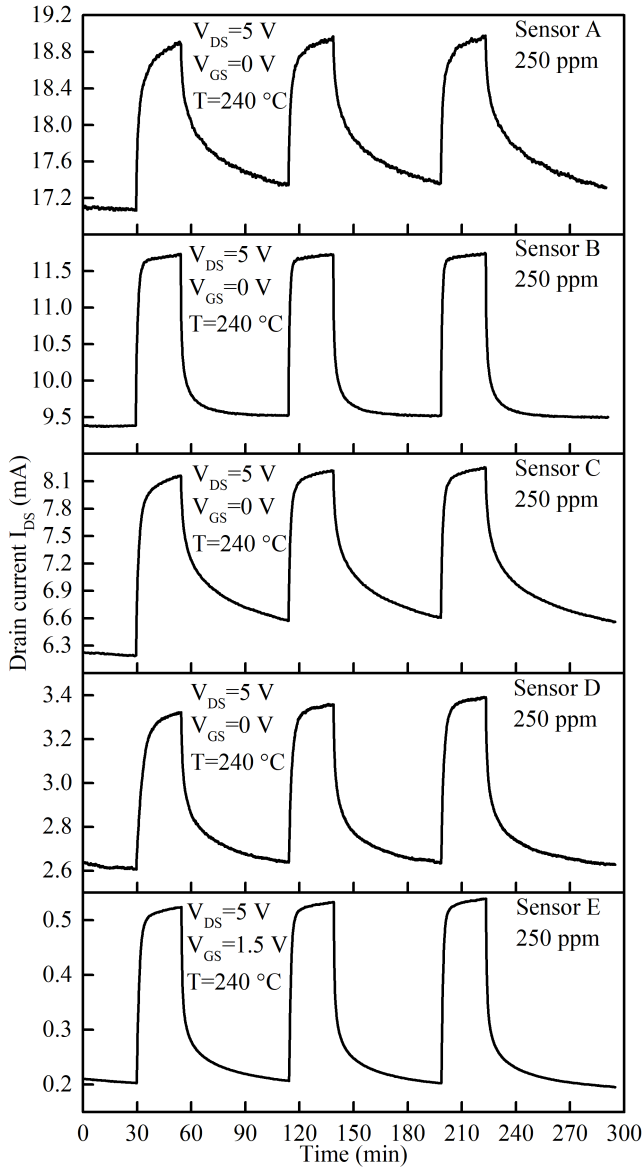 19.2
18.8
18.4
18.0
17.6
17.2
V_DS=5 V
V_GS=0 V
T=240 °C
Sensor A
250 ppm
11.5
11.0
10.5
10.0
9.5
V_DS=5 V
V_GS=0 V
T=240 °C
Sensor B
250 ppm
Drain current I_DS (mA)
8.1
7.8
7.5
7.2
6.9
6.6
6.3
V_DS=5 V
V_GS=0 V
T=240 °C
Sensor C
250 ppm
3.4
3.2
3.0
2.8
2.6
V_DS=5 V
V_GS=0 V
T=240 °C
Sensor D
250 ppm
0.5
0.4
0.3
0.2
V_DS=5 V
V_GS=1.5 V
T=240 °C
Sensor E
250 ppm
0 30 60 90 120 150 180 210 240 270 300
Time (min)